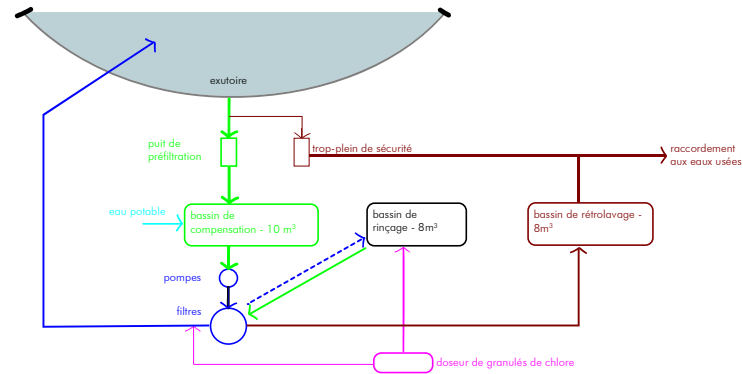 exutoire
puit de
préfiltration
trop-plein de sécurité
raccordement
aux eaux usées
eau potable
bassin de
compensation - 10 m³
bassin de
rinçage - 8m³
bassin de rétrolavage -
8m³
pompes
filtres
doseur de granulés de chlore